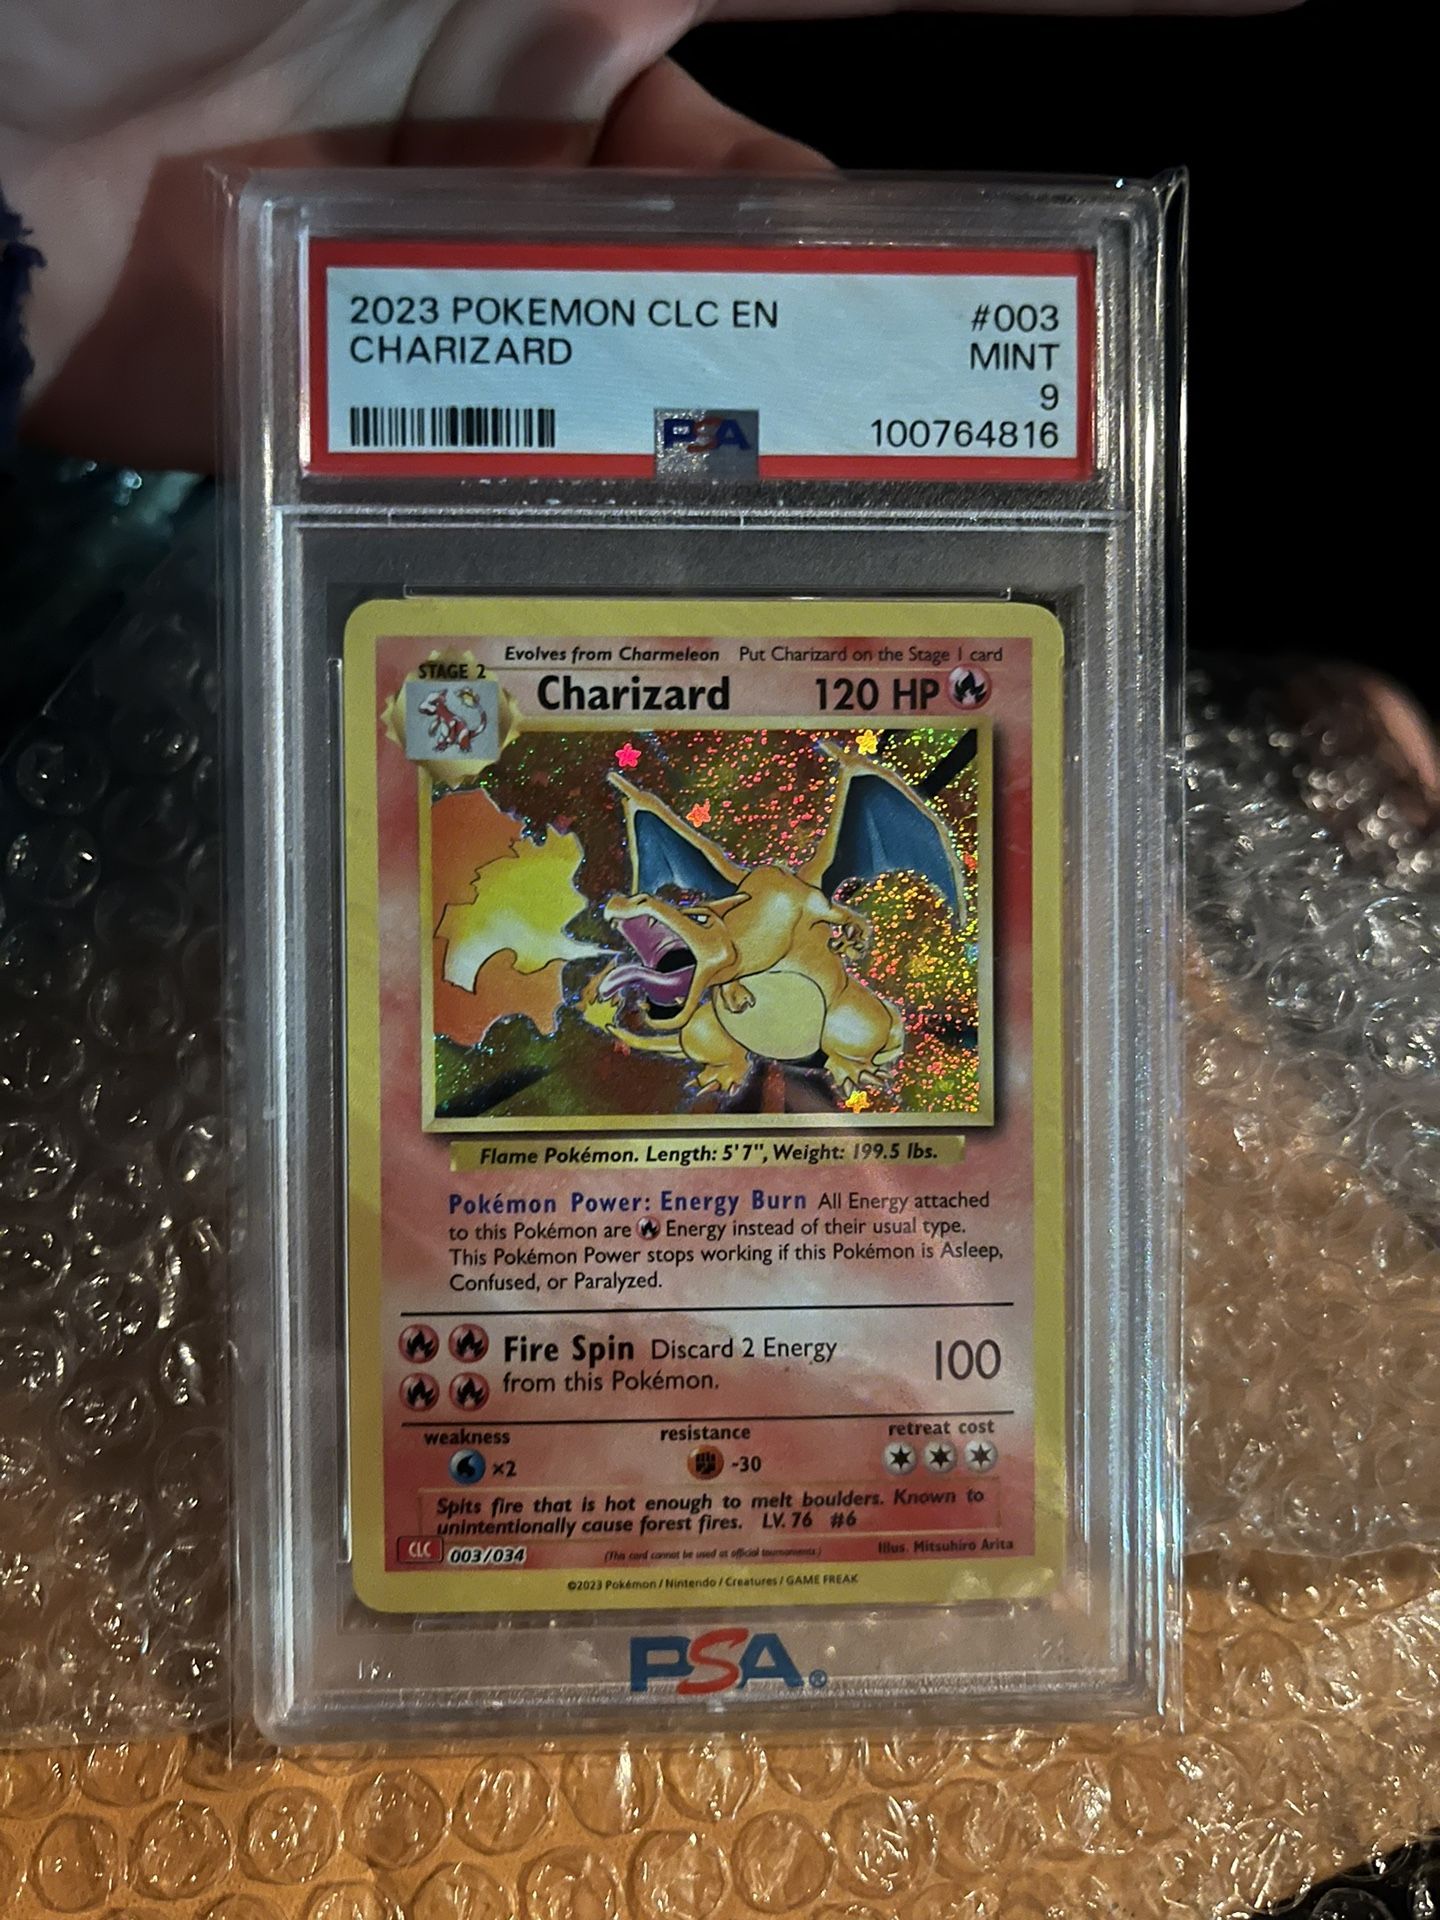 2023 POKEMON CLC EN #003
CHARIZARD MINT
9
PSA 100764816
Evolves from Charmeleon Put Charizard on the Stage 1 card
STAGE 2
Charizard 120 HP
Flame Pokémon. Length: 5'7", Weight: 199.5 lbs.
Pokémon Power: Energy Burn All Energy attached
to this Pokémon are Energy instead of their usual type.
This Pokémon Power stops working if this Pokémon is Asleep,
Confused, or Paralyzed.
Fire Spin Discard 2 Energy 100
from this Pokémon.
weakness resistance retreat cost
×2 -30
Spits fire that is hot enough to melt boulders. Known to
unintentionally cause forest fires. LV. 76 #6
CLC 003/034 (This card cannot be used at official tournaments.) Illus. Mitsuhiro Arita
©2023 Pokémon / Nintendo / Creatures / GAME FREAK
PSA®